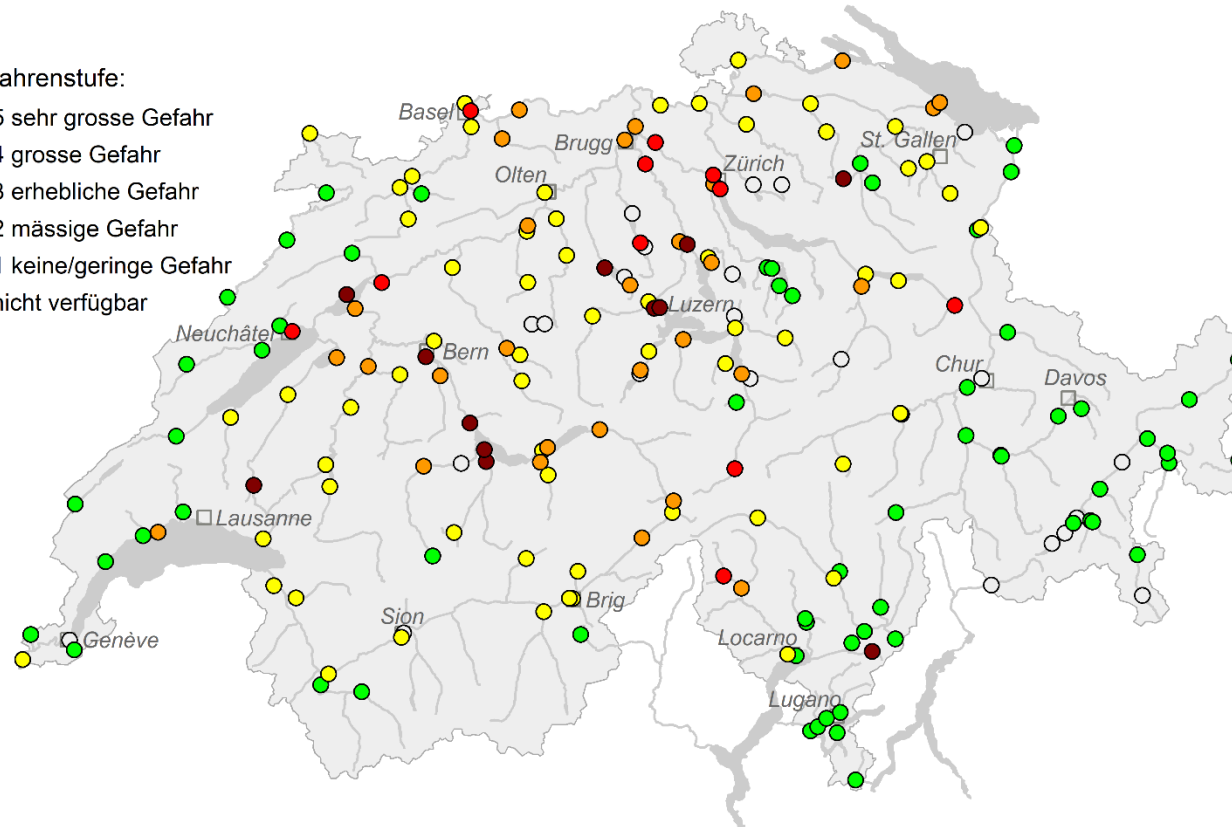 ahrenstufe:
5 sehr grosse Gefahr
4 grosse Gefahr
3 erhebliche Gefahr
2 mässige Gefahr
1 keine/geringe Gefahr
nicht verfügbar
Basel
Brugg
St. Gallen
Zürich
Olten
Luzern
Neuchâtel
Bern
Chur
Davos
Lausanne
Brig
Sion
Genève
Locarno
Lugano